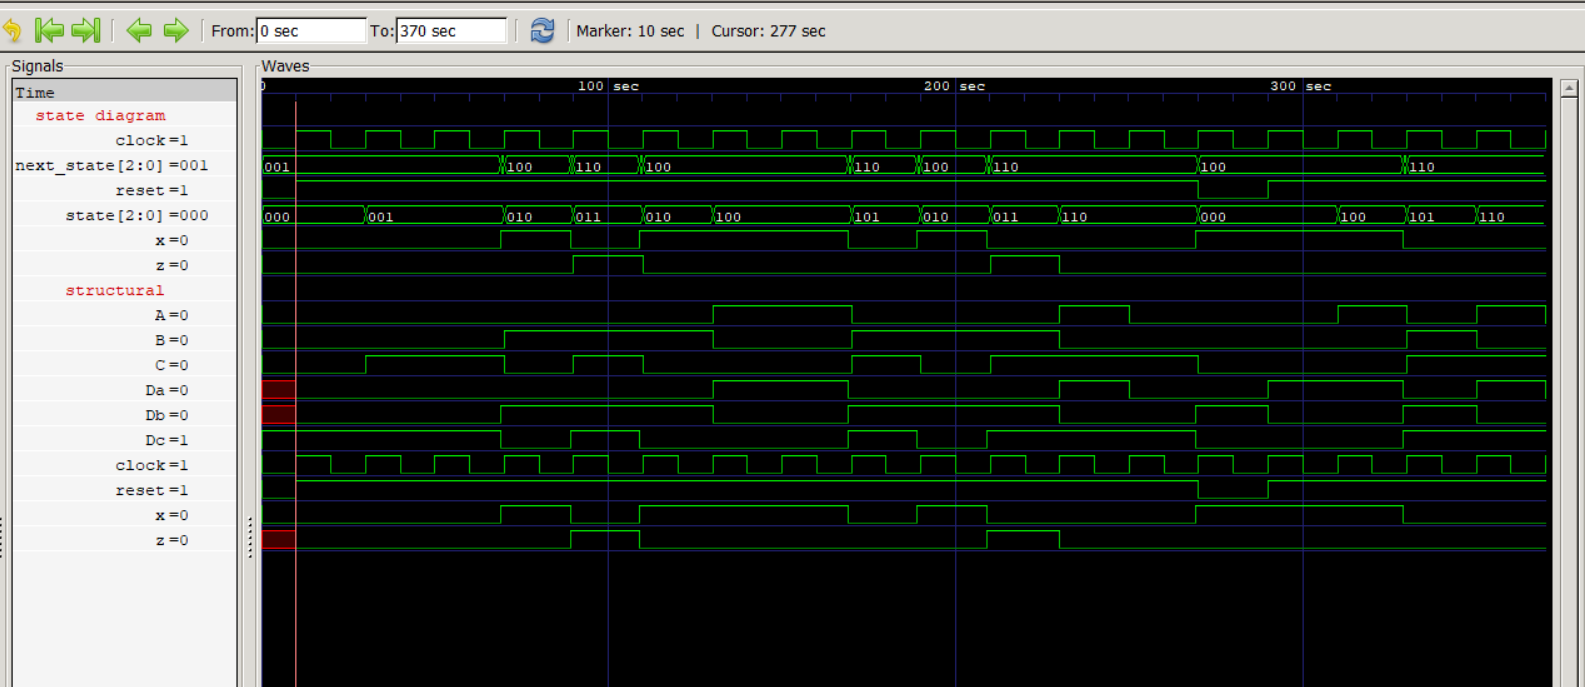 From: 0 sec To: 370 sec Marker: 10 sec | Cursor: 277 sec
Signals Waves
Time 0 100 sec 200 sec 300 sec
state diagram
clock =1
next_state[2:0] =001 001 100 110 100 110 100 110 100 110
reset =1
state[2:0] =000 000 001 010 011 010 100 101 010 011 110 000 100 101 110
x =0
z =0
structural
A =0
B =0
C =0
Da =0
Db =0
Dc =1
clock =1
reset =1
x =0
z =0